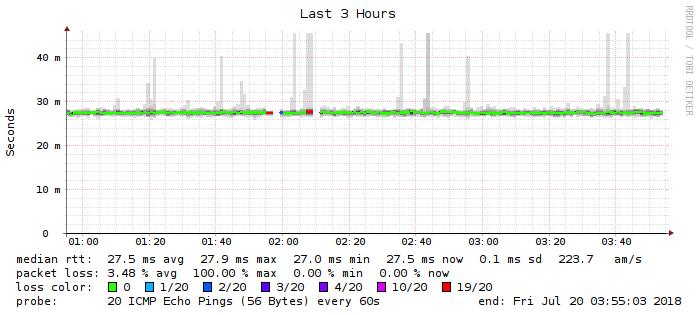 Last 3 Hours
RRDTOOL / TOBI OETIKER
Seconds
40 m
30 m
20 m
10 m
0
01:00 01:20 01:40 02:00 02:20 02:40 03:00 03:20 03:40
median rtt: 27.5 ms avg 27.9 ms max 27.0 ms min 27.5 ms now 0.1 ms sd 223.7 am/s
packet loss: 3.48 % avg 100.00 % max 0.00 % min 0.00 % now
loss color: 0 1/20 2/20 3/20 4/20 10/20 19/20
probe: 20 ICMP Echo Pings (56 Bytes) every 60s end: Fri Jul 20 03:55:03 2018